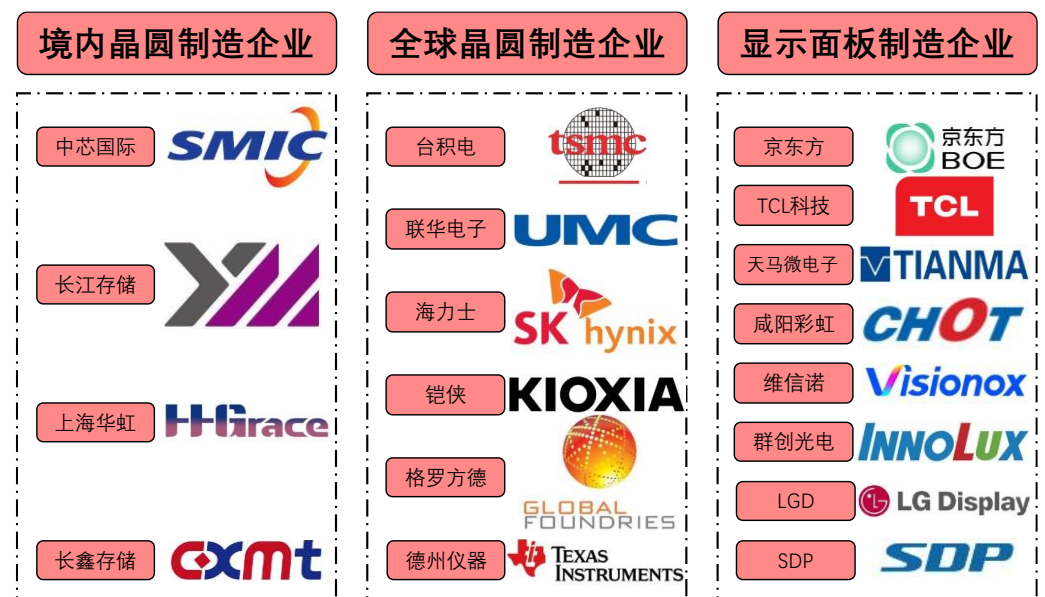 境内晶圆制造企业
中芯国际
SMIC
长江存储
上海华虹
HHGrace
长鑫存储
cxmt
全球晶圆制造企业
台积电
tsmc
联华电子
UMC
海力士
SK hynix
铠侠
KIOXIA
格罗方德
GLOBAL
FOUNDRIES
德州仪器
TEXAS
INSTRUMENTS
显示面板制造企业
京东方
京东方
BOE
TCL科技
TCL
天马微电子
TIANMA
咸阳彩虹
CHOT
维信诺
Visionox
群创光电
INNOLUX
LGD
LG Display
SDP
SDP